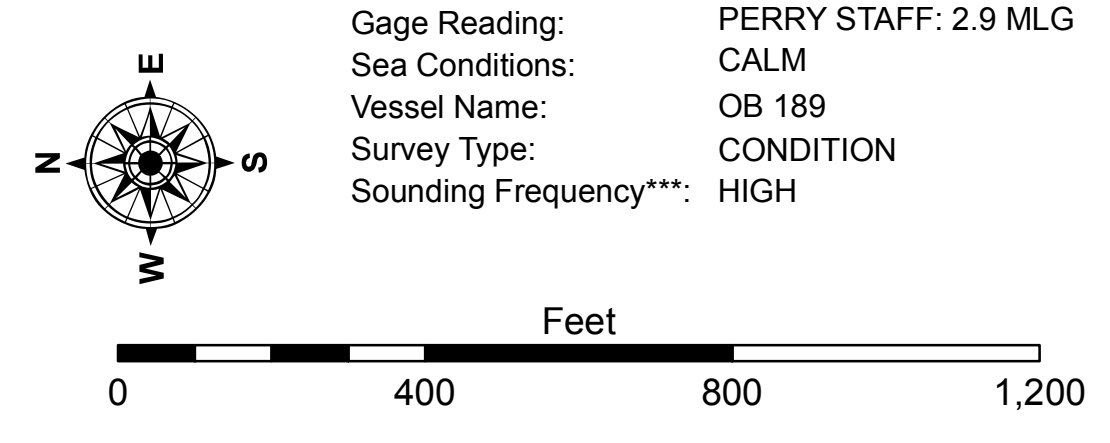 Gage Reading: PERRY STAFF: 2.9 MLG
Sea Conditions: CALM
Vessel Name: OB 189
Survey Type: CONDITION
Sounding Frequency***: HIGH
E
N S
W
Feet
0 400 800 1,200